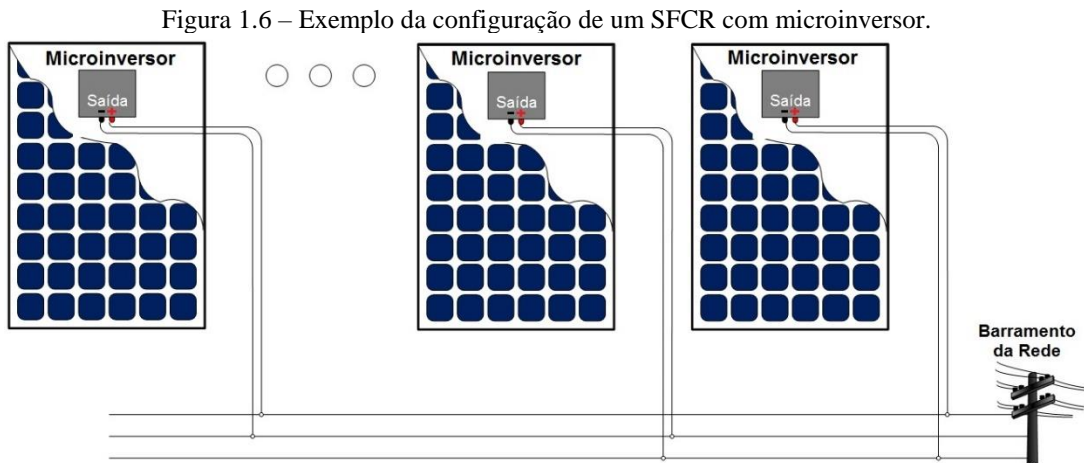 Figura 1.6 – Exemplo da configuração de um SFCR com microinversor.
Microinversor
Saída
- +
Microinversor
Saída
- +
Microinversor
Saída
- +
Barramento
da Rede